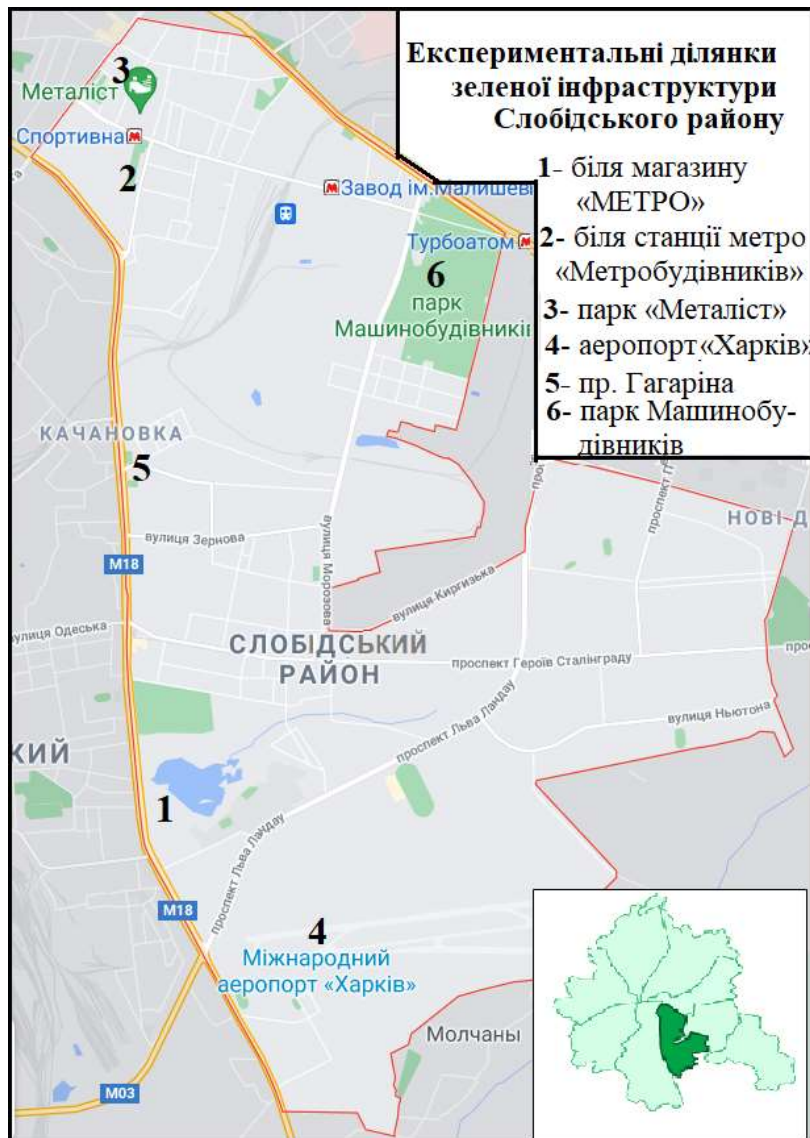 Експериментальні ділянки
зеленої інфраструктури
Слобідського району
1- біля магазину
«МЕТРО»
2- біля станції метро
«Метробудівників»
3- парк «Металіст»
4- аеропорт «Харків»
5- пр. Гагаріна
6- парк Машинобу-
дівників
3
Металіст
Спортивна
2
Завод ім.Малишев
Турбоатом
6
парк
Машинобудівників
КАЧАНОВКА
5
НОВІ Д
вулиця Зернова
M18
вулиця Морозова
вулиця Киргизька
проспект П
вулиця Одеська
СЛОБІДСЬКИЙ
РАЙОН
проспект Героїв Сталінграду
вулиця Ньютона
проспект Льва Ландау
КИЙ
1
проспект Льва Ландау
M18
4
Міжнародний
аеропорт «Харків»
Молчаны
M03